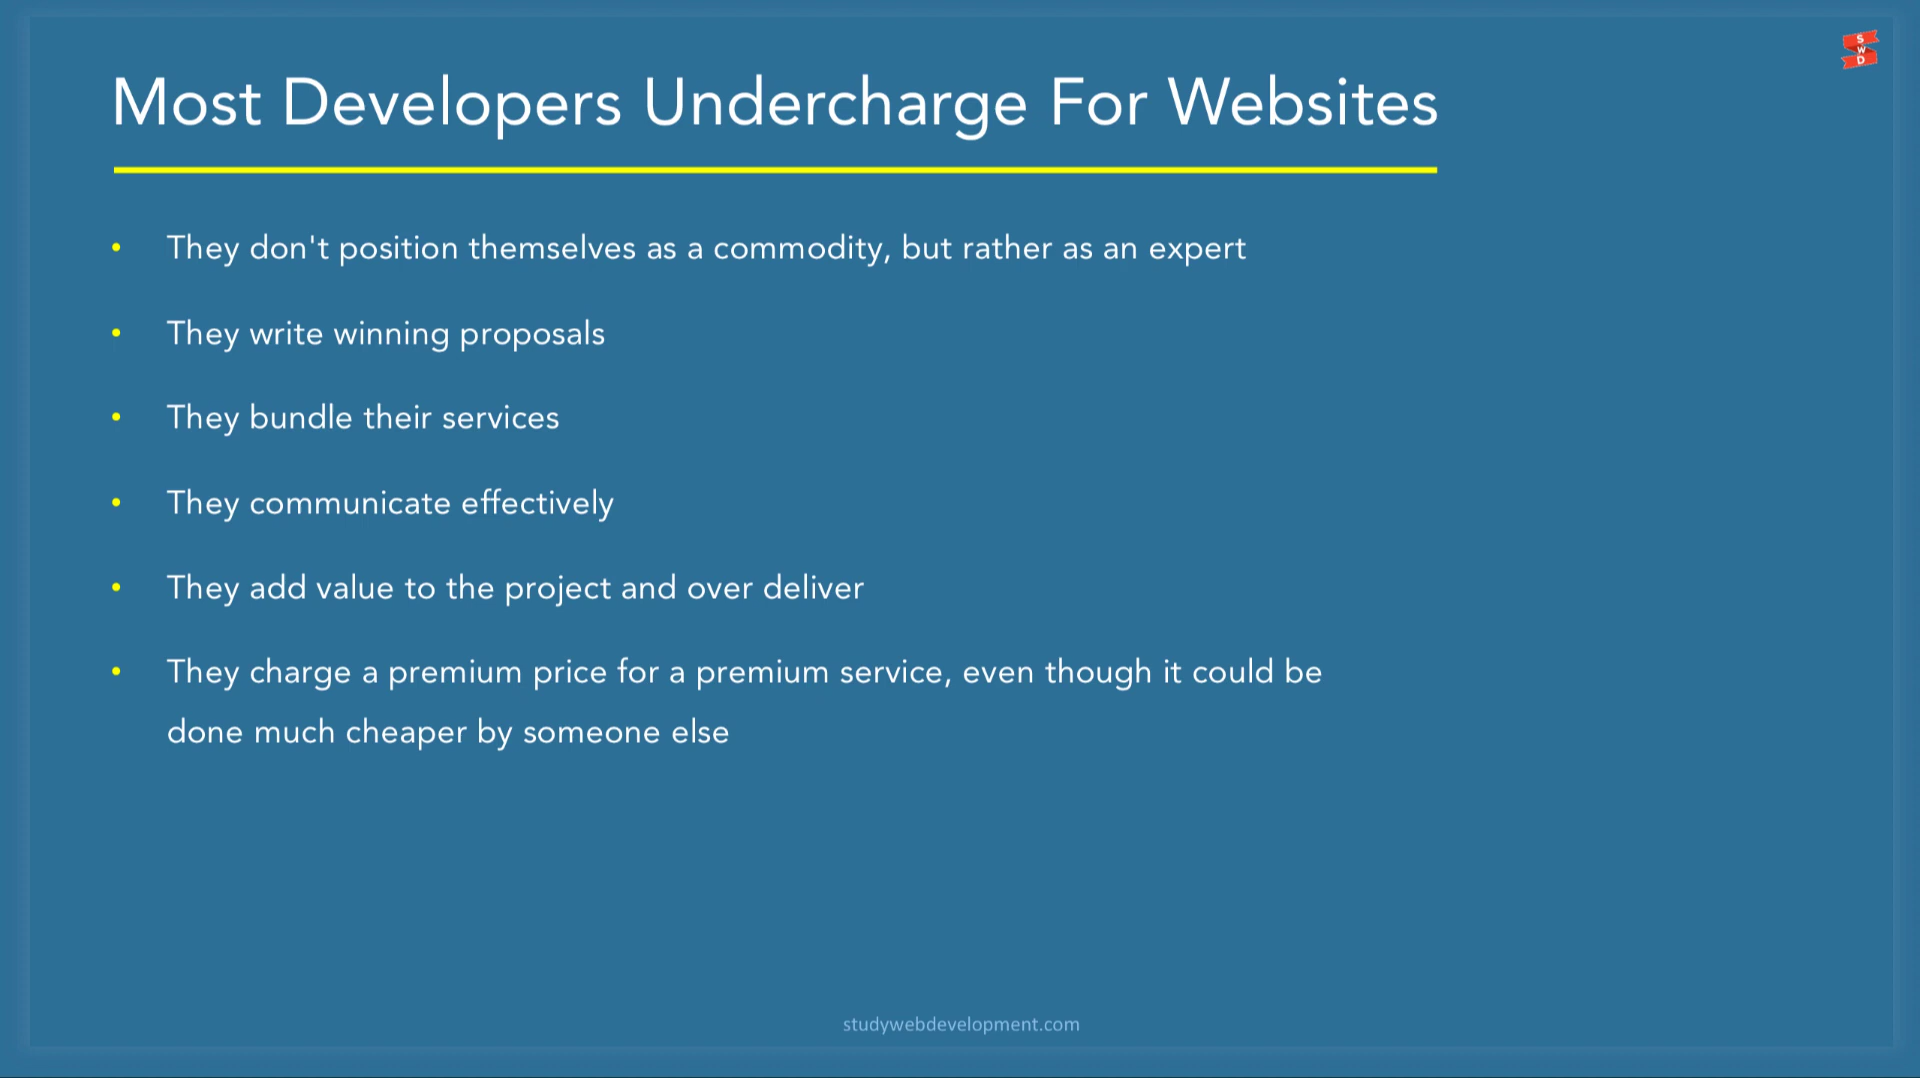 S
W
D
Most Developers Undercharge For Websites
• They don't position themselves as a commodity, but rather as an expert
• They write winning proposals
• They bundle their services
• They communicate effectively
• They add value to the project and over deliver
• They charge a premium price for a premium service, even though it could be
done much cheaper by someone else
studywebdevelopment.com